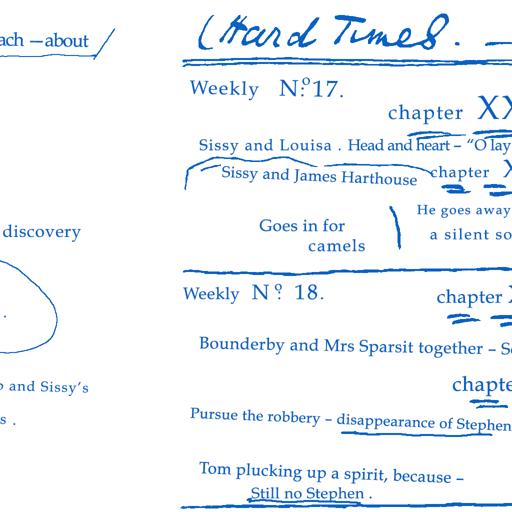 ach – about
discovery
.
and Sissy's
s .
(Hard Times. –
Weekly Nº. 17.
chapter XX
Sissy and Louisa . Head and heart – “O lay
chapter X
Sissy and James Harthouse
He goes away
Goes in for
camels
a silent so
Weekly Nº. 18.
chapter X
Bounderby and Mrs Sparsit together – S
chapte
Pursue the robbery – disappearance of Stephen
Tom plucking up a spirit, because –
Still no Stephen .